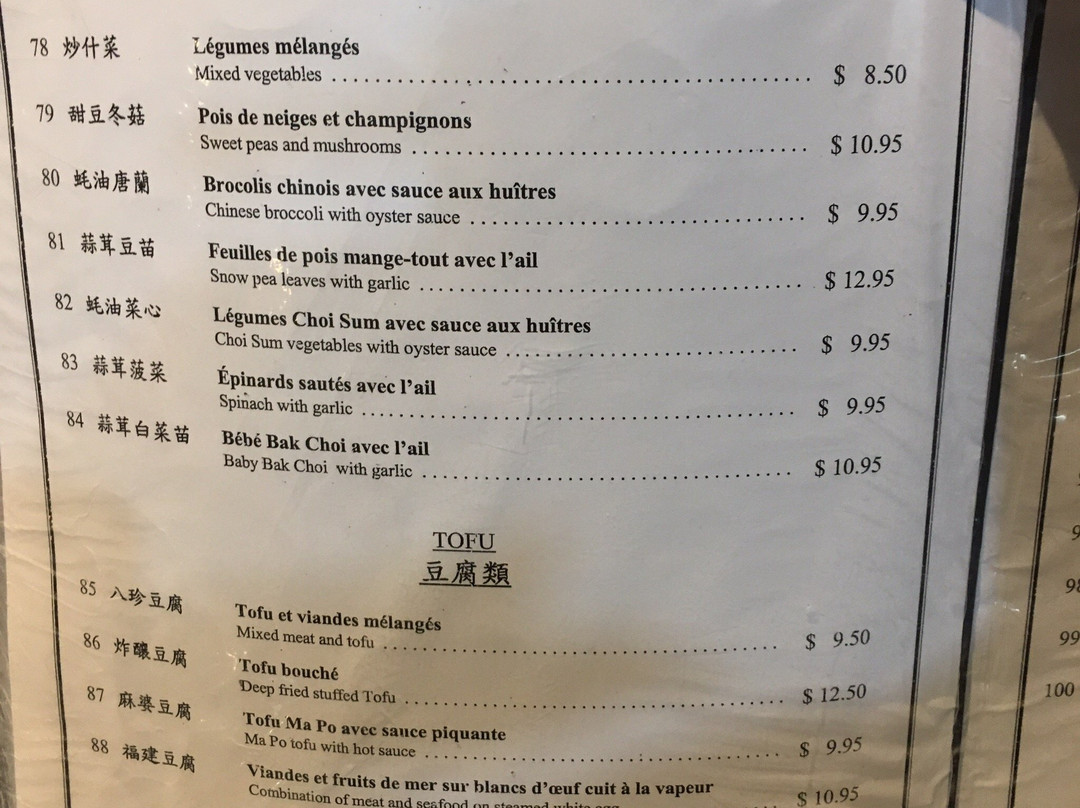 78 炒什菜 Légumes mélangés
Mixed vegetables ........ $ 8.50
79 甜豆冬菇 Pois de neiges et champignons
Sweet peas and mushrooms ........ $ 10.95
80 蚝油唐蘭 Brocolis chinois avec sauce aux huîtres
Chinese broccoli with oyster sauce ........ $ 9.95
81 蒜茸豆苗 Feuilles de pois mange-tout avec l'ail
Snow pea leaves with garlic ........ $ 12.95
82 蚝油菜心 Légumes Choi Sum avec sauce aux huîtres
Choi Sum vegetables with oyster sauce ........ $ 9.95
83 蒜茸菠菜 Épinards sautés avec l'ail
Spinach with garlic ........ $ 9.95
84 蒜茸白菜苗 Bébé Bak Choi avec l'ail
Baby Bak Choi with garlic ........ $ 10.95
TOFU
豆腐類
85 八珍豆腐 Tofu et viandes mélangés
Mixed meat and tofu ........ $ 9.50
86 炸釀豆腐 Tofu bouché
Deep fried stuffed Tofu ........ $ 12.50
87 麻婆豆腐 Tofu Ma Po avec sauce piquante
Ma Po tofu with hot sauce ........ $ 9.95
88 福建豆腐 Viandes et fruits de mer sur blancs d'œuf cuit à la vapeur
Combination of meat and seafood on steamed white egg ........ $ 10.95
99
100